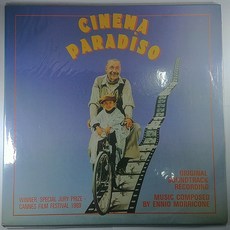 CINEMA
PARADISO
ORIGINAL
SOUNDTRACK
RECORDING
WINNER, SPECIAL JURY PRIZE
CANNES FILM FESTIVAL 1989
MUSIC COMPOSED
BY ENNIO MORRICONE